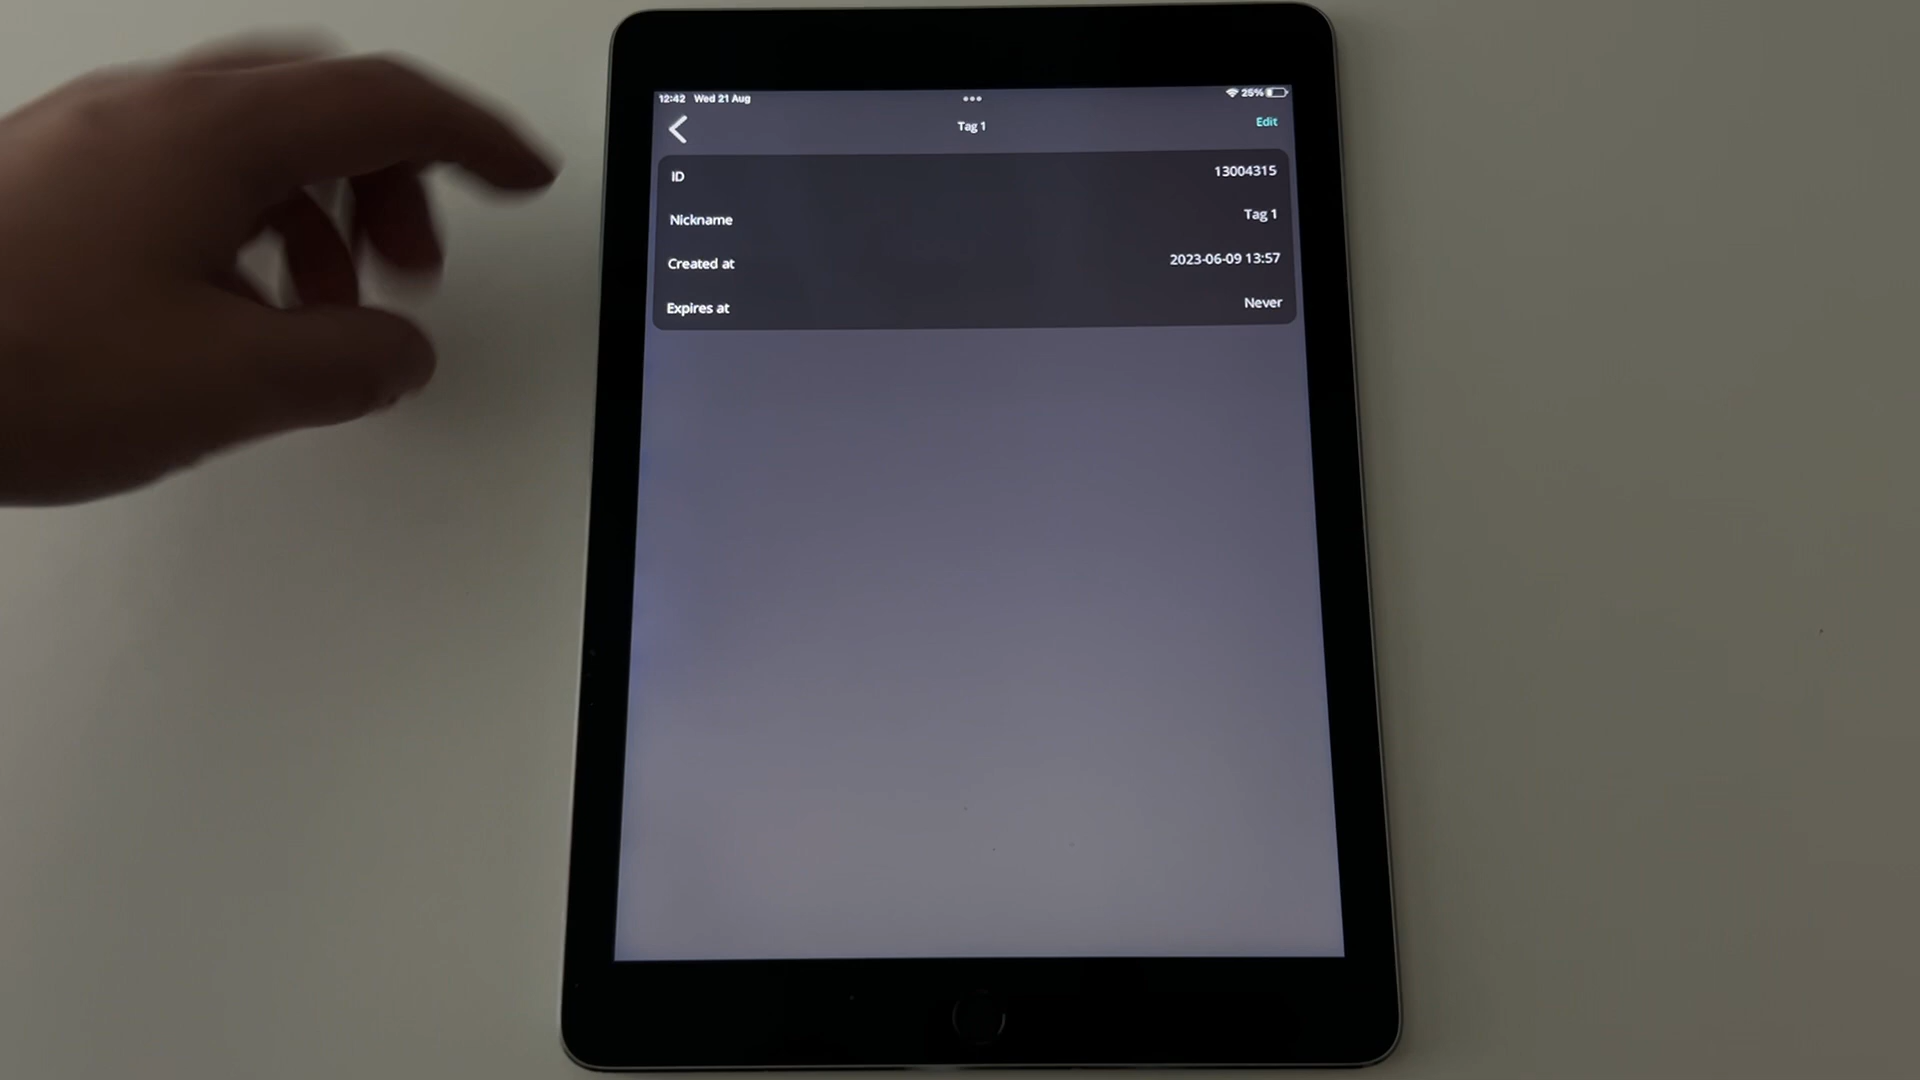 12:42 Wed 21 Aug 25%
Tag 1 Edit
ID 13004315
Nickname Tag 1
Created at 2023-06-09 13:57
Expires at Never